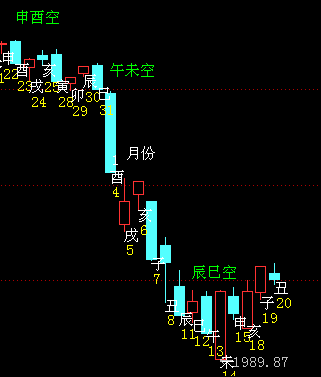 申酉空
午未空
申
22
酉
23
戌
24
亥
25
寅
28
卯
29
辰
30
巳
31
月份
酉
4
戌
5
亥
6
子
7
辰巳空
丑
8
辰
11
巳
12
午
13
未
14
1989.87
申
15
亥
18
子
19
丑
20